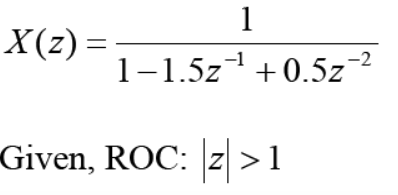 X(z) = 1 / (1−1.5z⁻¹ + 0.5z⁻²)
Given, ROC: |z| > 1